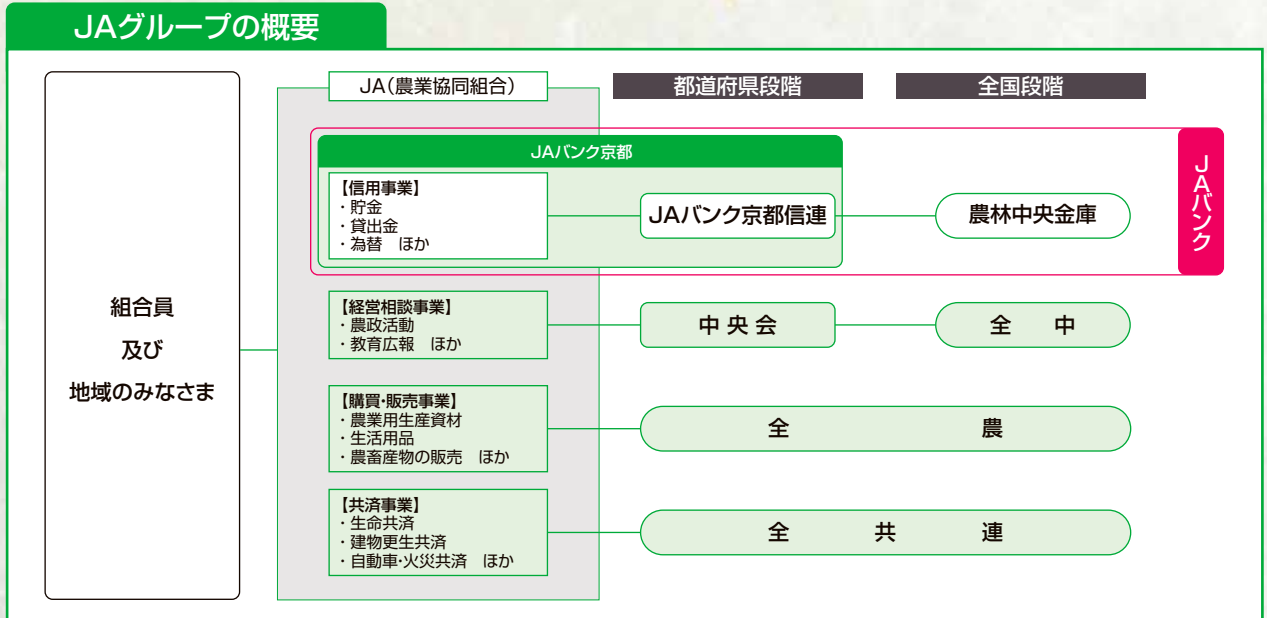 JAグループの概要
組合員
及び
地域のみなさま
JA(農業協同組合)
都道府県段階
全国段階
JAバンク
JAバンク京都
【信用事業】
・貯金
・貸出金
・為替　ほか
JAバンク京都信連
農林中央金庫
【経営相談事業】
・農政活動
・教育広報　ほか
中央会
全　中
【購買・販売事業】
・農業用生産資材
・生活用品
・農畜産物の販売　ほか
全　農
【共済事業】
・生命共済
・建物更生共済
・自動車・火災共済　ほか
全　共　連